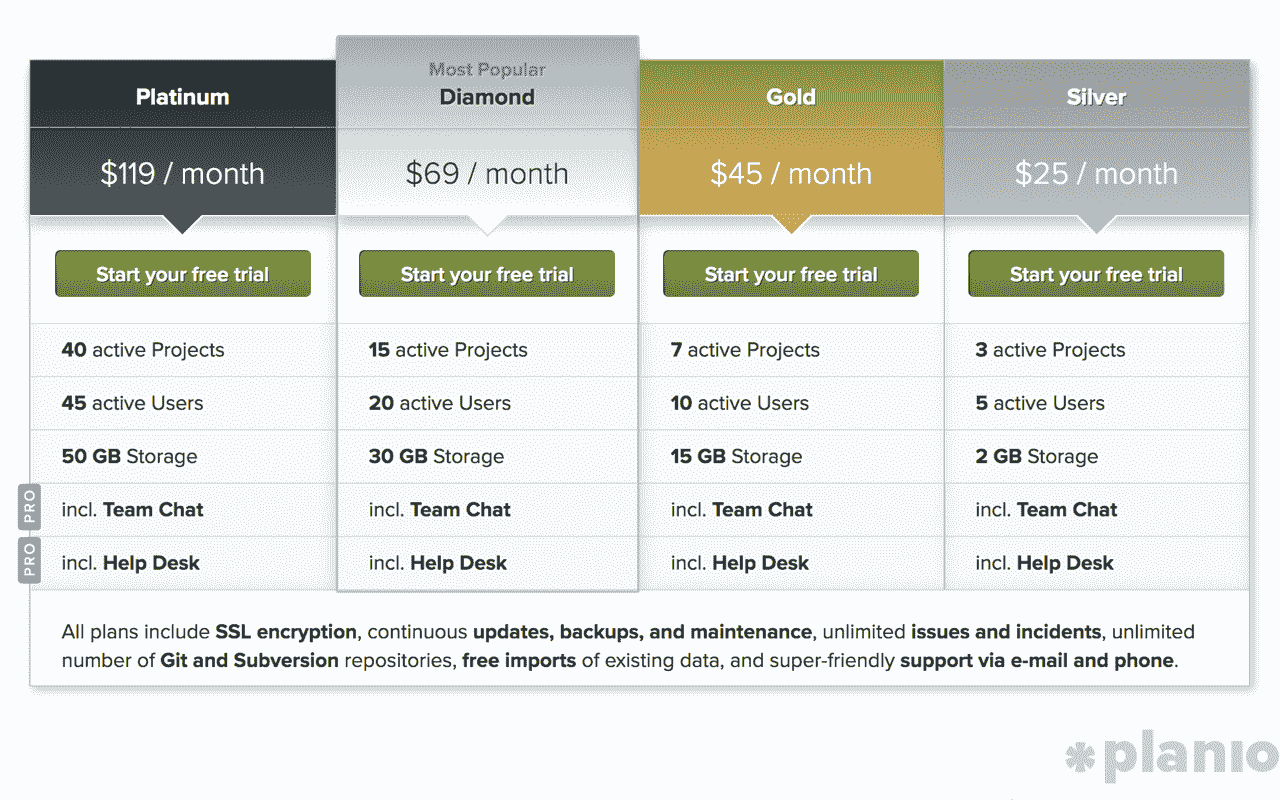 Platinum
Most Popular
Diamond
Gold
Silver
$119 / month
$69 / month
$45 / month
$25 / month
Start your free trial
Start your free trial
Start your free trial
Start your free trial
40 active Projects
15 active Projects
7 active Projects
3 active Projects
45 active Users
20 active Users
10 active Users
5 active Users
50 GB Storage
30 GB Storage
15 GB Storage
2 GB Storage
PRO
incl. Team Chat
incl. Team Chat
incl. Team Chat
incl. Team Chat
PRO
incl. Help Desk
incl. Help Desk
incl. Help Desk
incl. Help Desk
All plans include SSL encryption, continuous updates, backups, and maintenance, unlimited issues and incidents, unlimited
number of Git and Subversion repositories, free imports of existing data, and super-friendly support via e-mail and phone.
planio